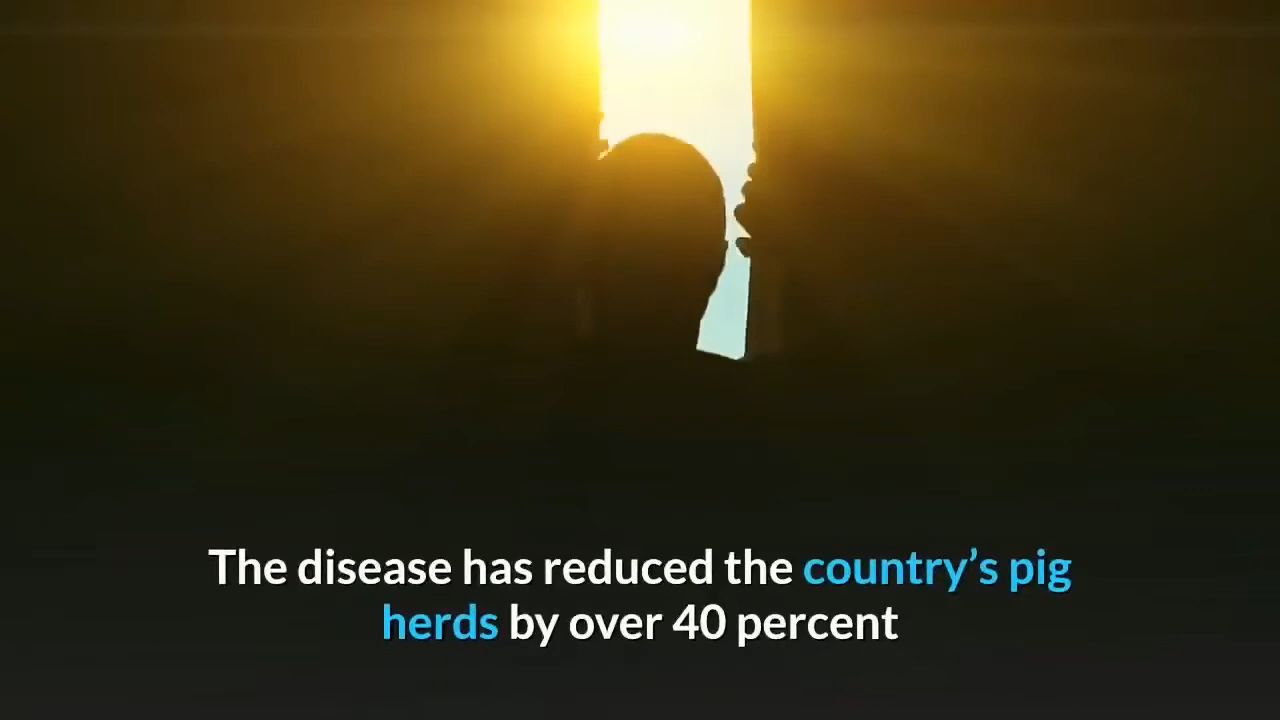 The disease has reduced the country’s pig
herds by over 40 percent